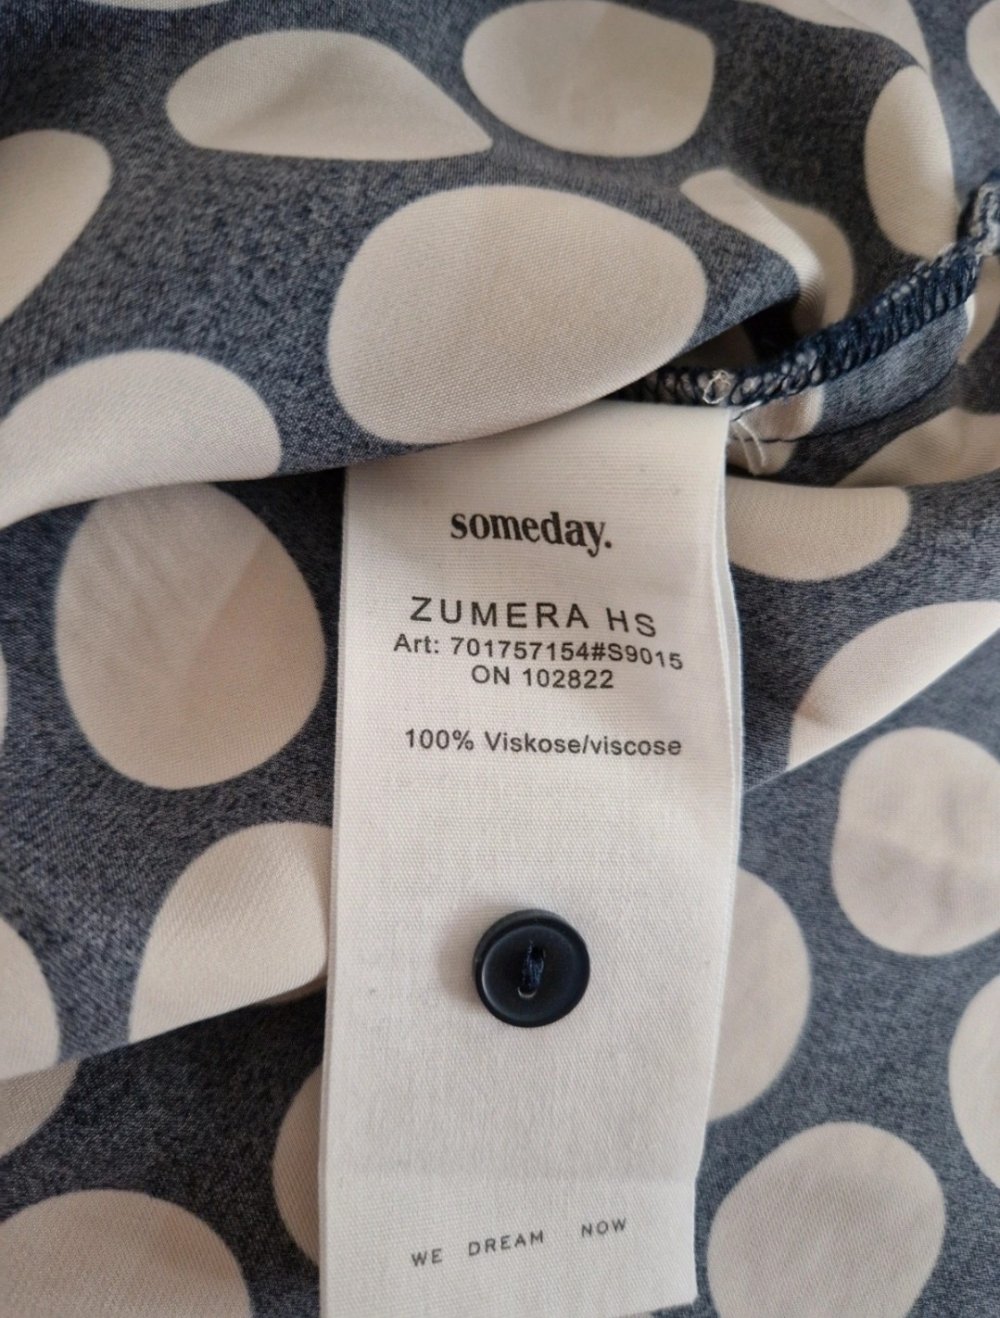 someday.
ZUMERA HS
Art: 701757154#S9015
ON 102822
100% Viskose/viscose
WE DREAM NOW